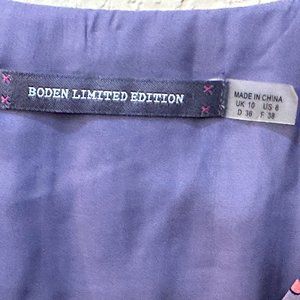 BODEN LIMITED EDITION
MADE IN CHINA
UK 10 US 6
D 36 F 38